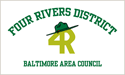 FOUR RIVERS DISTRICT
4R
BALTIMORE AREA COUNCIL